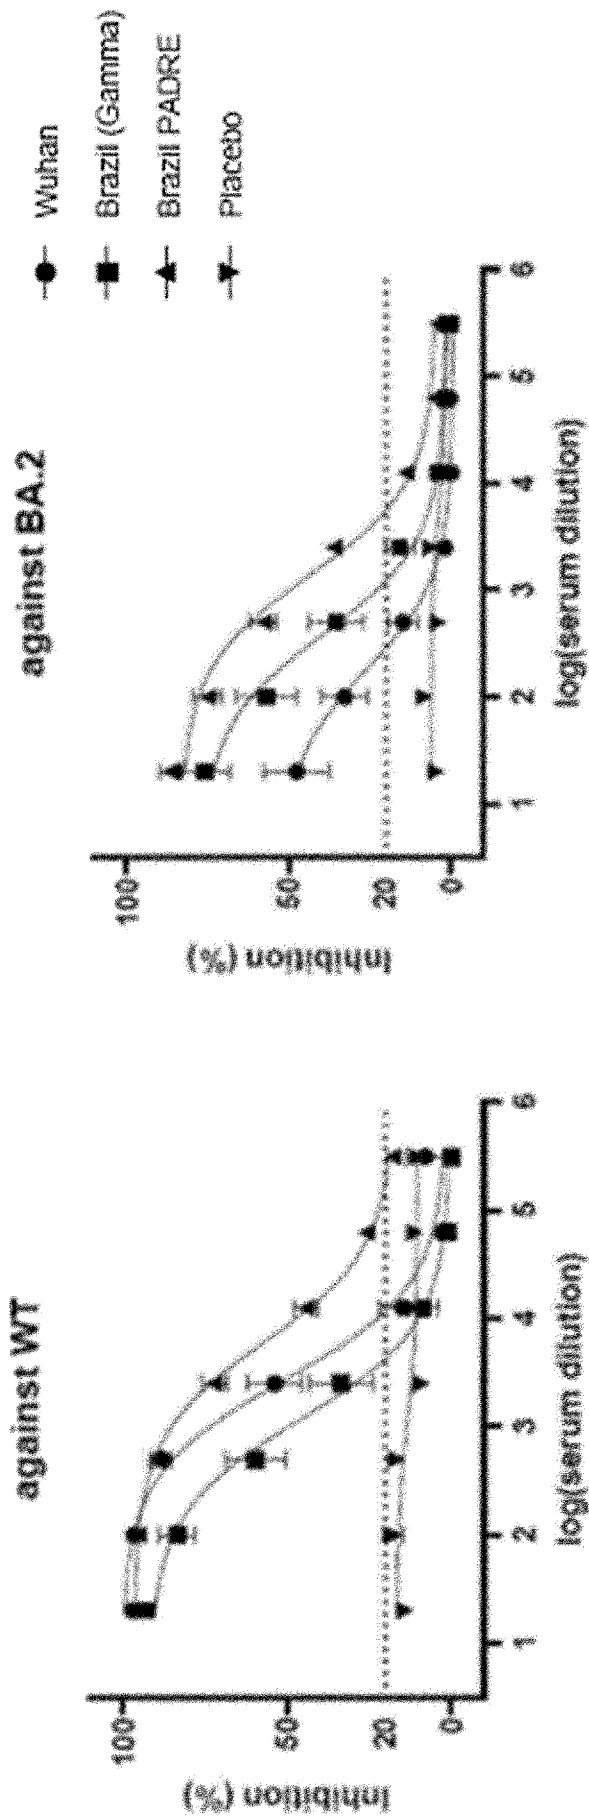 against WT
Inhibition (%)
100
50
20
0
1
2
3
4
5
6
log(serum dilution)
against BA.2
Inhibition (%)
100
50
20
0
1
2
3
4
5
6
log(serum dilution)
Wuhan
Brazil (Gamma)
Brazil PADRE
Placebo